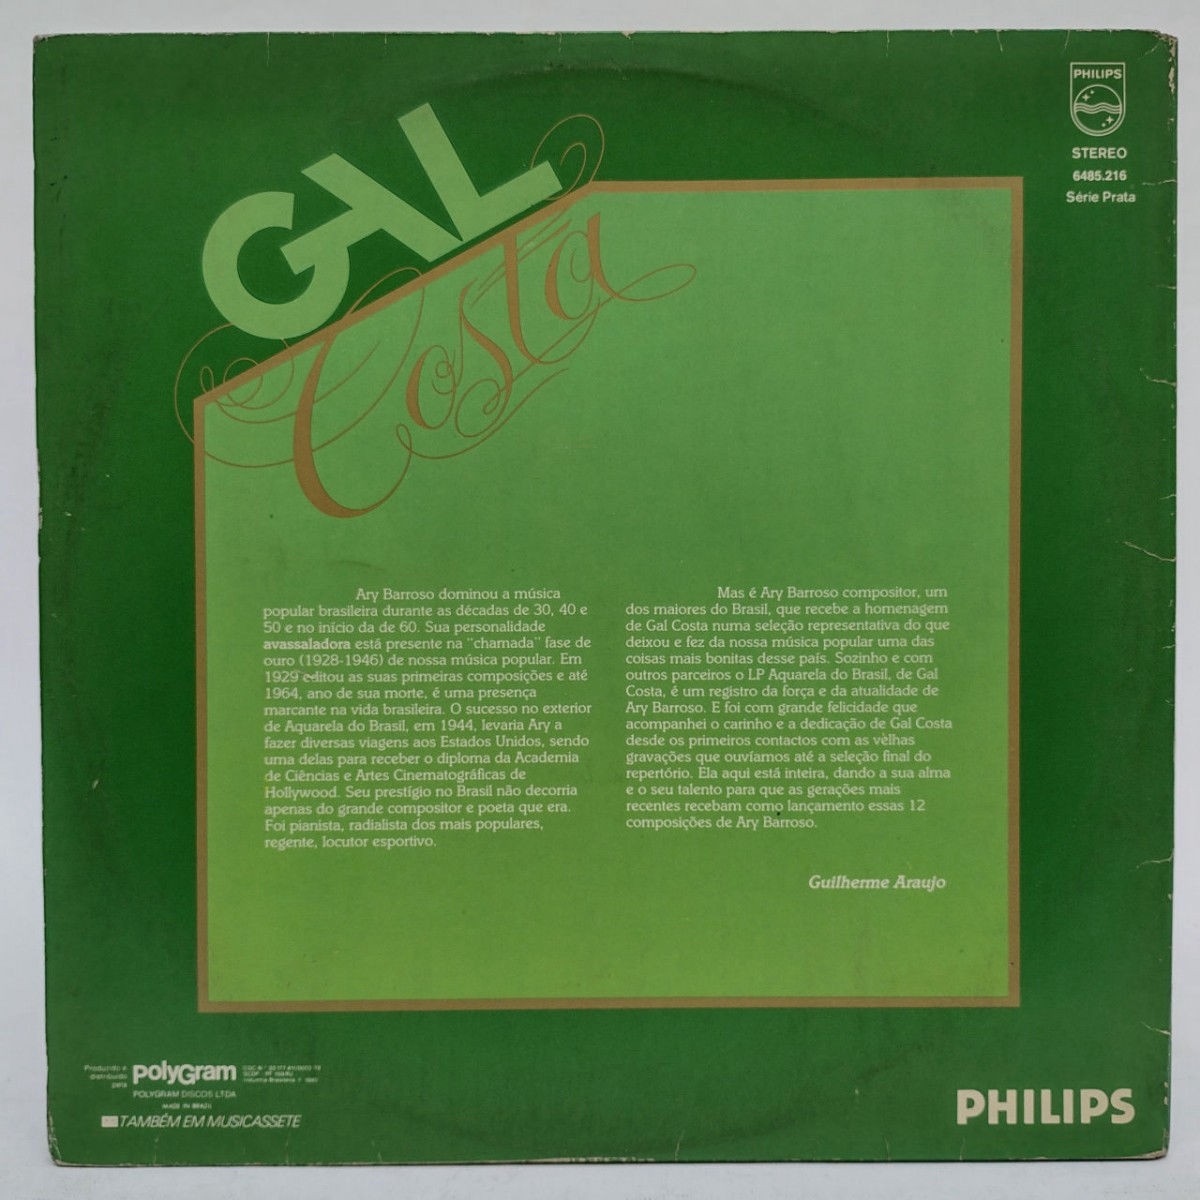 GAL
Costa
PHILIPS
STEREO
6485.216
Série Prata
Ary Barroso dominou a música
popular brasileira durante as décadas de 30, 40 e
50 e no início da de 60. Sua personalidade
avassaladora está presente na "chamada" fase de
ouro (1928-1946) de nossa música popular. Em
1929 editou as suas primeiras composições e até
1964, ano de sua morte, é uma presença
marcante na vida brasileira. O sucesso no exterior
de Aquarela do Brasil, em 1944, levaria Ary a
fazer diversas viagens aos Estados Unidos, sendo
uma delas para receber o diploma da Academia
de Ciências e Artes Cinematográficas de
Hollywood. Seu prestígio no Brasil não decorria
apenas do grande compositor e poeta que era.
Foi pianista, radialista dos mais populares,
regente, locutor esportivo.
Mas é Ary Barroso compositor, um
dos maiores do Brasil, que recebe a homenagem
de Gal Costa numa seleção representativa do que
deixou e fez da nossa música popular uma das
coisas mais bonitas desse país. Sozinho e com
outros parceiros o LP Aquarela do Brasil, de Gal
Costa, é um registro da força e da atualidade de
Ary Barroso. E foi com grande felicidade que
acompanhei o carinho e a dedicação de Gal Costa
desde os primeiros contactos com as velhas
gravações que ouvíamos até a seleção final do
repertório. Ela aqui está inteira, dando a sua alma
e o seu talento para que as gerações mais
recentes recebam como lançamento essas 12
composições de Ary Barroso.
Guilherme Araujo
Produzido e
distribuído
pela
polyGram
POLYGRAM DISCOS LTDA
MADE IN BRAZIL
TAMBÉM EM MUSICASSETE
PHILIPS